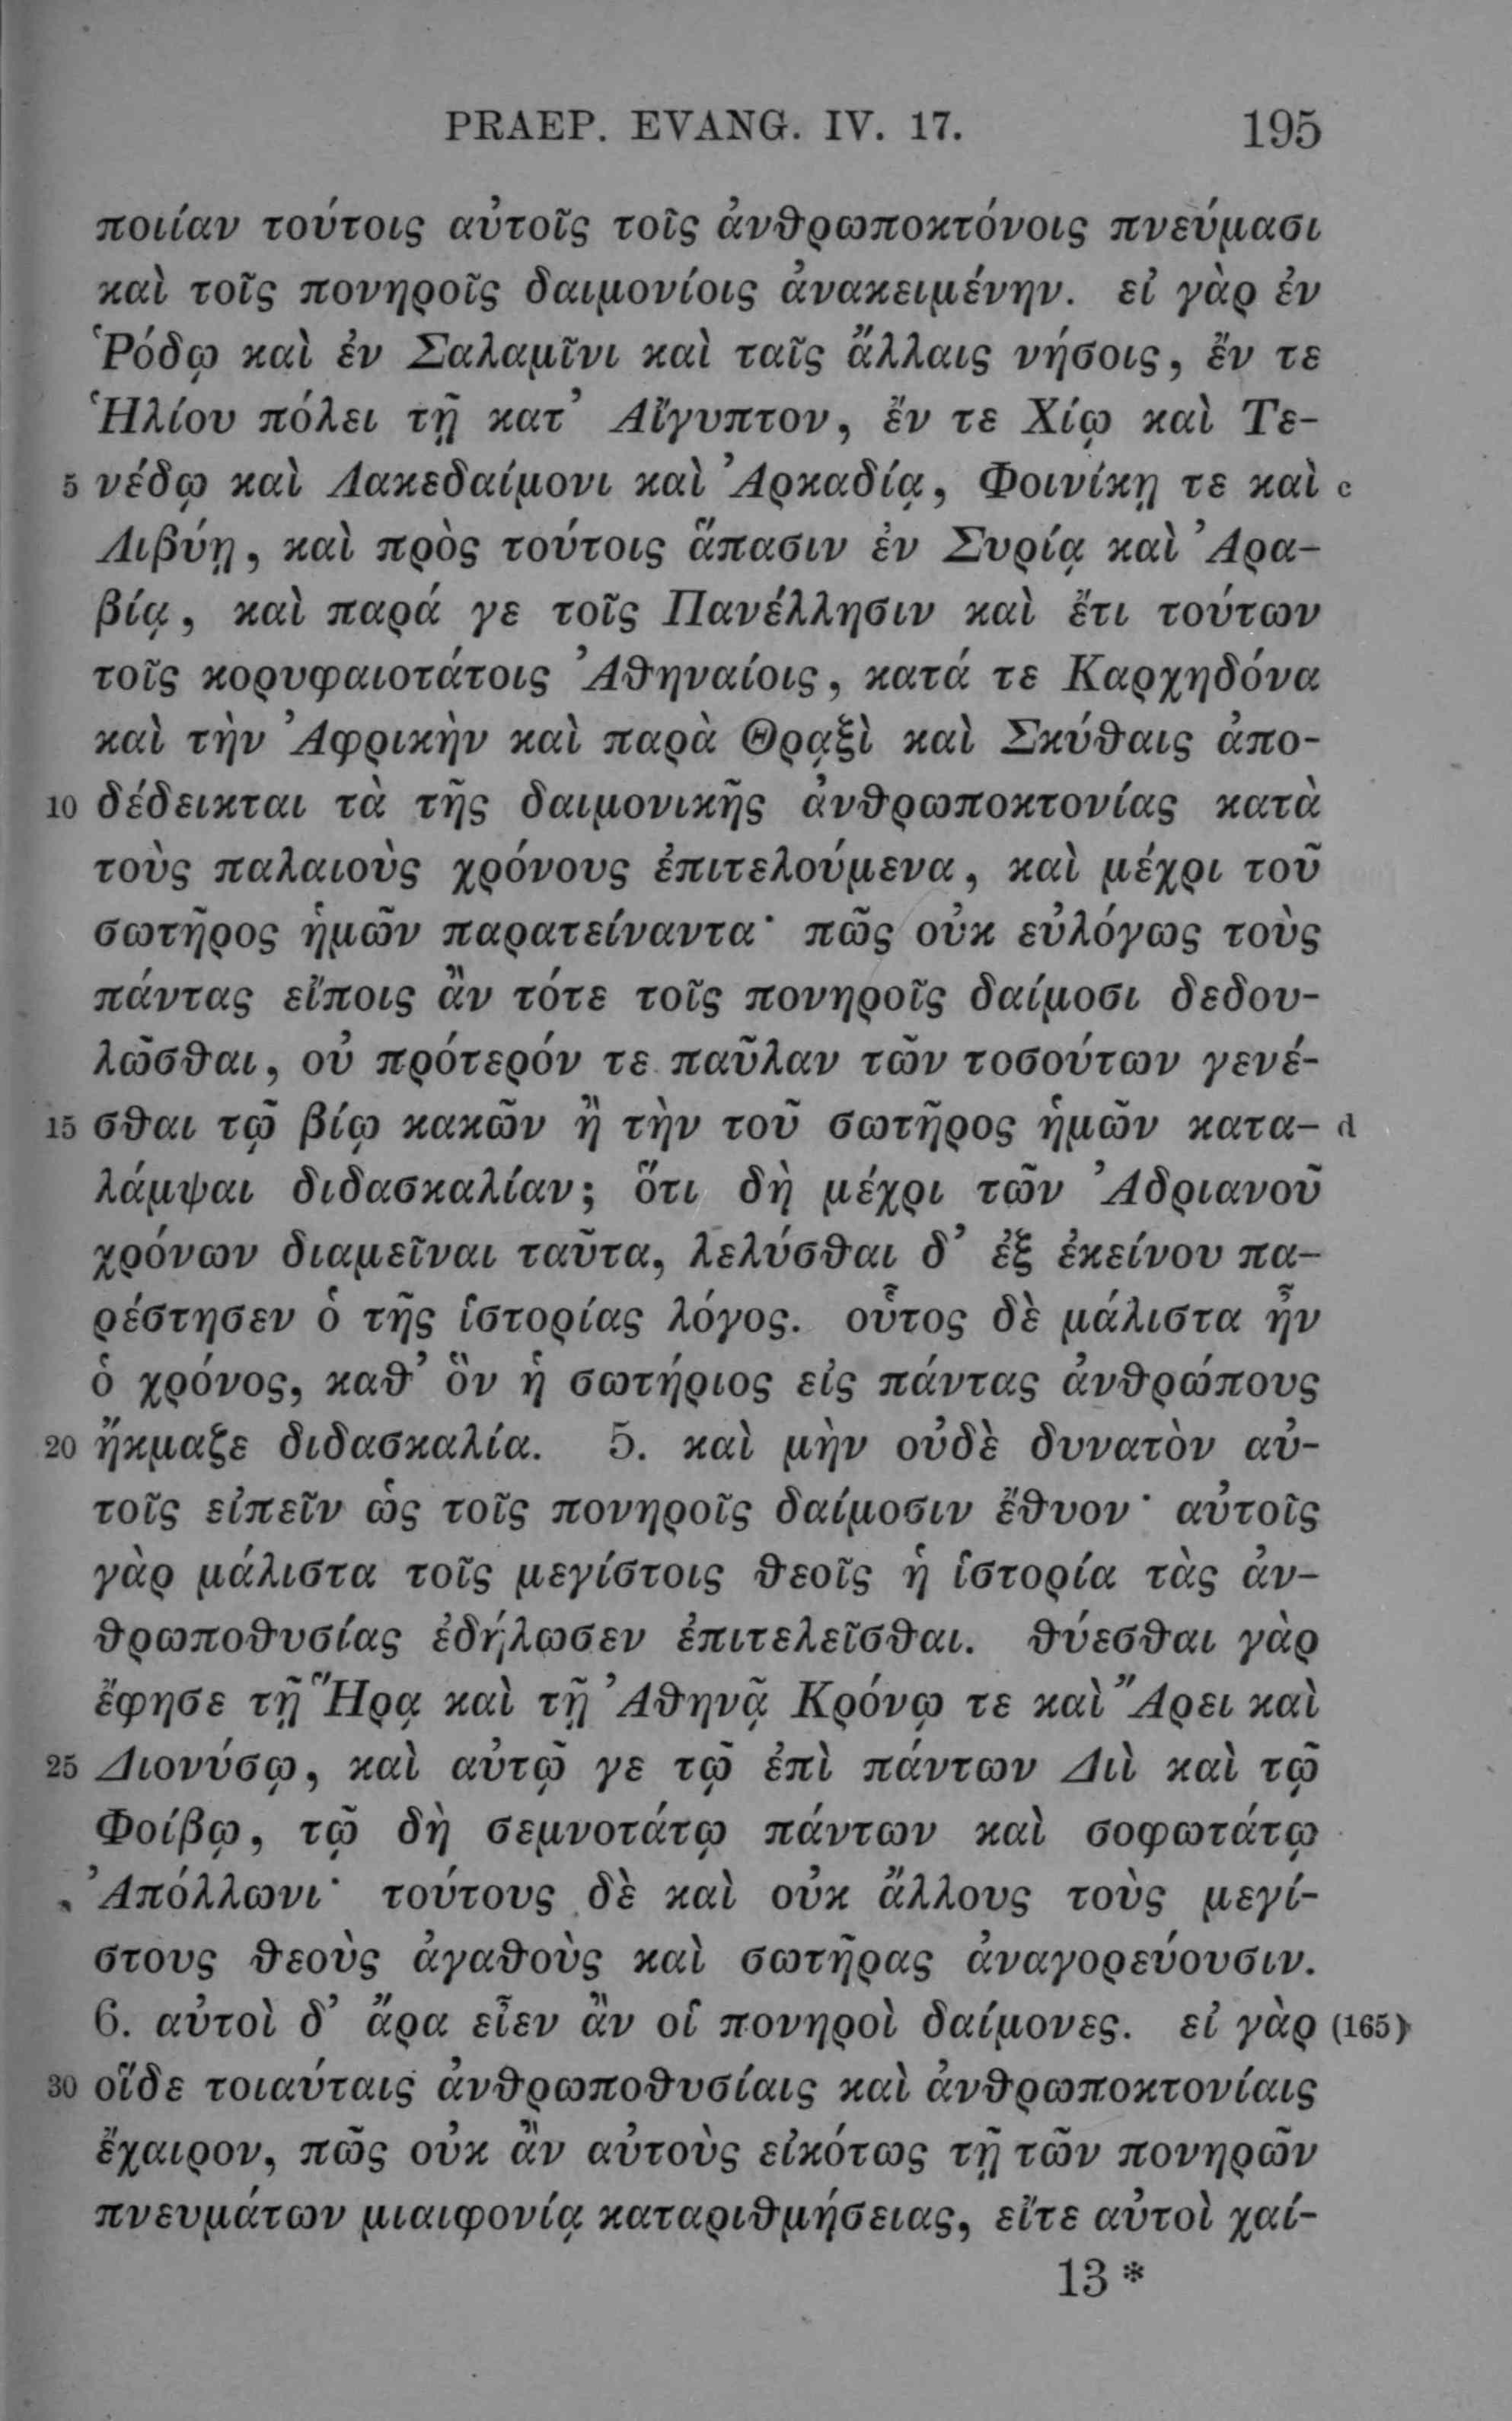 PRAEP. EVANG. IV. 17. 195
ποιίαν τούτοις αὐτοῖς τοῖς ἀνθρωποκτόνοις πνεύμασι
καὶ τοῖς πονηροῖς δαιμονίοις ἀνακειμένην. εἰ γὰρ ἐν
Ῥόδῳ καὶ ἐν Σαλαμῖνι καὶ ταῖς ἄλλαις νήσοις, ἔν τε
Ἡλίου πόλει τῇ κατ’ Αἴγυπτον, ἔν τε Χίῳ καὶ Τε-
5 νέδῳ καὶ Λακεδαίμονι καὶ Ἀρκαδίᾳ, Φοινίκῃ τε καὶ c
Λιβύῃ, καὶ πρὸς τούτοις ἅπασιν ἐν Συρίᾳ καὶ Ἀρα-
βίᾳ, καὶ παρά γε τοῖς Πανέλλησιν καὶ ἔτι τούτων
τοῖς κορυφαιοτάτοις Ἀθηναίοις, κατά τε Καρχηδόνα
καὶ τὴν Ἀφρικὴν καὶ παρὰ Θρᾳξὶ καὶ Σκύθαις ἀπο-
10 δέδεικται τὰ τῆς δαιμονικῆς ἀνθρωποκτονίας κατὰ
τοὺς παλαιοὺς χρόνους ἐπιτελούμενα, καὶ μέχρι τοῦ
σωτῆρος ἡμῶν παρατείναντα· πῶς οὐκ εὐλόγως τοὺς
πάντας εἴποις ἂν τότε τοῖς πονηροῖς δαίμοσι δεδου-
λῶσθαι, οὐ πρότερόν τε παῦλαν τῶν τοσούτων γενέ-
15 σθαι τῷ βίῳ κακῶν ἢ τὴν τοῦ σωτῆρος ἡμῶν κατα- d
λάμψαι διδασκαλίαν; ὅτι δὴ μέχρι τῶν Ἀδριανοῦ
χρόνων διαμεῖναι ταῦτα, λελύσθαι δ’ ἐξ ἐκείνου πα-
ρέστησεν ὁ τῆς ἱστορίας λόγος. οὗτος δὲ μάλιστα ἦν
ὁ χρόνος, καθ’ ὃν ἡ σωτήριος εἰς πάντας ἀνθρώπους
20 ἤκμαζε διδασκαλία. 5. καὶ μὴν οὐδὲ δυνατὸν αὐ-
τοῖς εἰπεῖν ὡς τοῖς πονηροῖς δαίμοσιν ἔθυον· αὐτοῖς
γὰρ μάλιστα τοῖς μεγίστοις θεοῖς ἡ ἱστορία τὰς ἀν-
θρωποθυσίας ἐδήλωσεν ἐπιτελεῖσθαι. θύεσθαι γὰρ
ἔφησε τῇ Ἥρᾳ καὶ τῇ Ἀθηνᾷ Κρόνῳ τε καὶ Ἄρει καὶ
25 Διονύσῳ, καὶ αὐτῷ γε τῷ ἐπὶ πάντων Διὶ καὶ τῷ
Φοίβῳ, τῷ δὴ σεμνοτάτῳ πάντων καὶ σοφωτάτῳ
Ἀπόλλωνι· τούτους δὲ καὶ οὐκ ἄλλους τοὺς μεγί-
στους θεοὺς ἀγαθοὺς καὶ σωτῆρας ἀναγορεύουσιν.
6. αὐτοὶ δ’ ἄρα εἶεν ἂν οἱ πονηροὶ δαίμονες. εἰ γὰρ (165)
30 οἵδε τοιαύταις ἀνθρωποθυσίαις καὶ ἀνθρωποκτονίαις
ἔχαιρον, πῶς οὐκ ἂν αὐτοὺς εἰκότως τῇ τῶν πονηρῶν
πνευμάτων μιαιφονίᾳ καταριθμήσειας, εἴτε αὐτοὶ χαί-
13*